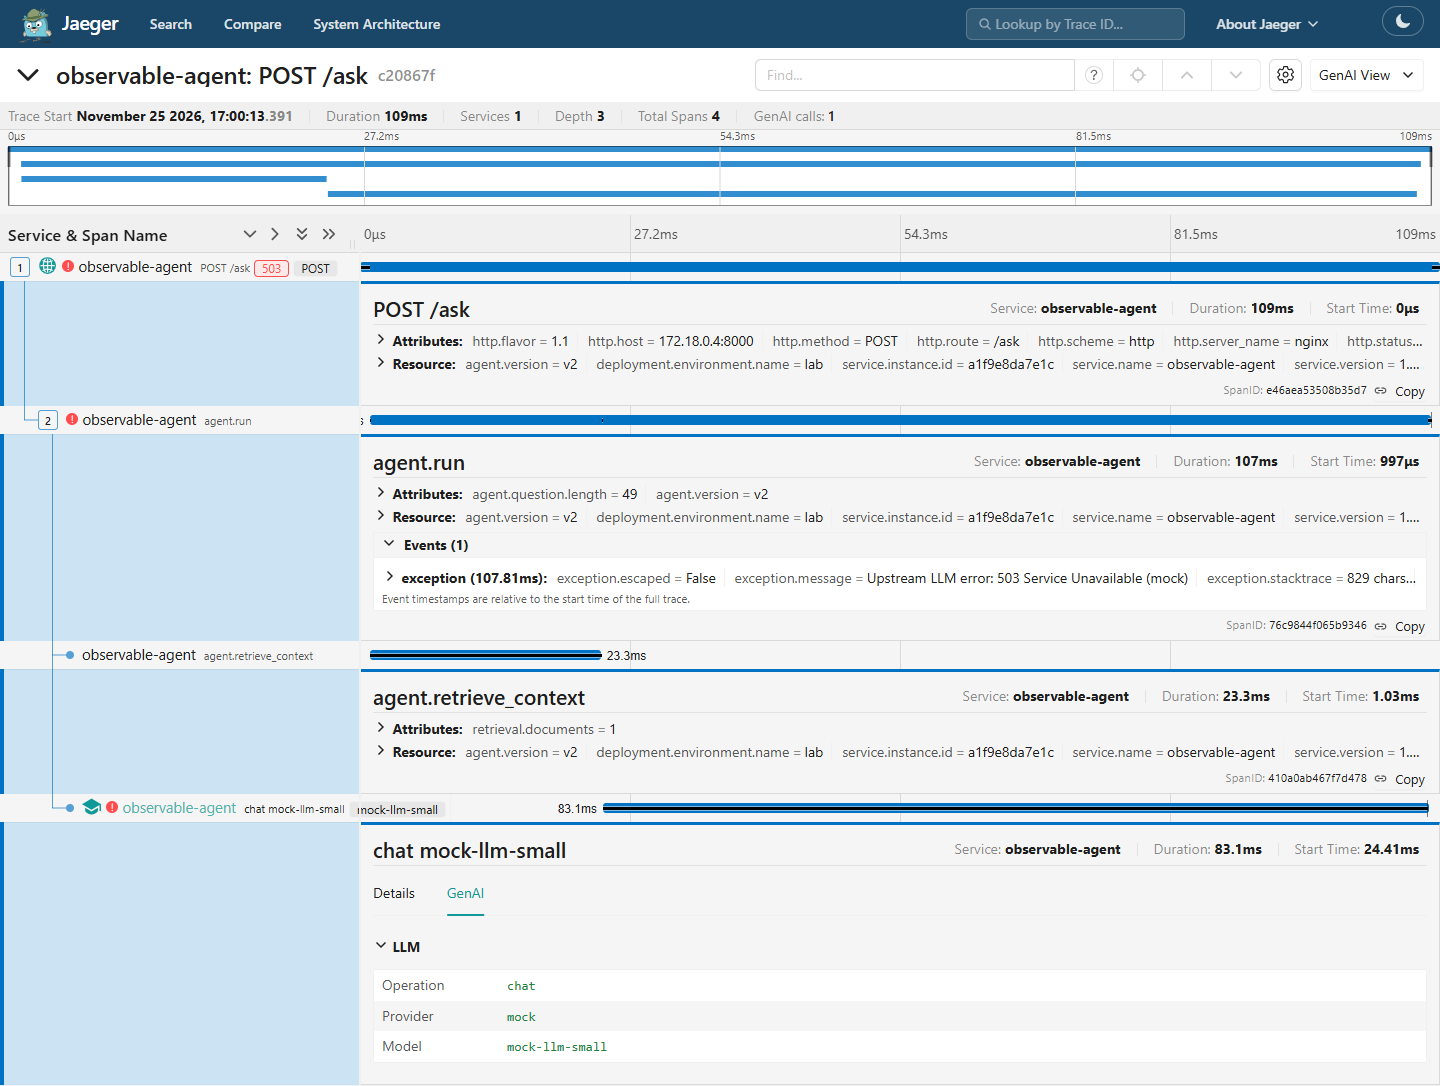 Jaeger Search Compare System Architecture Lookup by Trace ID... About Jaeger
observable-agent: POST /ask c20867f Find... ? GenAI View
Trace Start November 25 2026, 17:00:13.391 Duration 109ms Services 1 Depth 3 Total Spans 4 GenAI calls: 1
0μs 27.2ms 54.3ms 81.5ms 109ms
Service & Span Name 0μs 27.2ms 54.3ms 81.5ms 109ms
1 observable-agent POST /ask 503 POST
POST /ask Service: observable-agent Duration: 109ms Start Time: 0μs
Attributes: http.flavor = 1.1 http.host = 172.18.0.4:8000 http.method = POST http.route = /ask http.scheme = http http.server_name = nginx http.status...
Resource: agent.version = v2 deployment.environment.name = lab service.instance.id = a1f9e8da7e1c service.name = observable-agent service.version = 1....
SpanID: e46aea53508b35d7 Copy
2 observable-agent agent.run s
agent.run Service: observable-agent Duration: 107ms Start Time: 997μs
Attributes: agent.question.length = 49 agent.version = v2
Resource: agent.version = v2 deployment.environment.name = lab service.instance.id = a1f9e8da7e1c service.name = observable-agent service.version = 1....
Events (1)
exception (107.81ms): exception.escaped = False exception.message = Upstream LLM error: 503 Service Unavailable (mock) exception.stacktrace = 829 chars...
Event timestamps are relative to the start time of the full trace.
SpanID: 76c9844f065b9346 Copy
observable-agent agent.retrieve_context 23.3ms
agent.retrieve_context Service: observable-agent Duration: 23.3ms Start Time: 1.03ms
Attributes: retrieval.documents = 1
Resource: agent.version = v2 deployment.environment.name = lab service.instance.id = a1f9e8da7e1c service.name = observable-agent service.version = 1....
SpanID: 410a0ab467f7d478 Copy
observable-agent chat mock-llm-small mock-llm-small 83.1ms
chat mock-llm-small Service: observable-agent Duration: 83.1ms Start Time: 24.41ms
Details GenAI
LLM
Operation chat
Provider mock
Model mock-llm-small